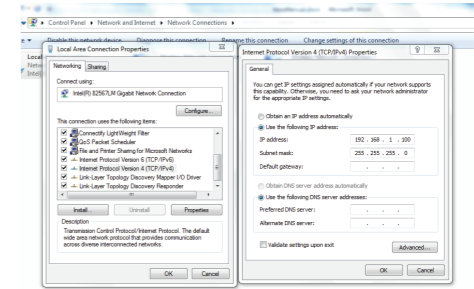 Control Panel ▸ Network and Internet ▸ Network Connections ▸
Disable this network device Diagnose this connection Rename this connection Change settings of this connection
Local Area Connection Properties
Networking Sharing
Connect using:
Intel(R) 82567LM Gigabit Network Connection
Configure...
This connection uses the following items:
Connectify LightWeight Filter
QoS Packet Scheduler
File and Printer Sharing for Microsoft Networks
Internet Protocol Version 6 (TCP/IPv6)
Internet Protocol Version 4 (TCP/IPv4)
Link-Layer Topology Discovery Mapper I/O Driver
Link-Layer Topology Discovery Responder
Install... Uninstall Properties
Description
Transmission Control Protocol/Internet Protocol. The default
wide area network protocol that provides communication
across diverse interconnected networks.
OK Cancel
Internet Protocol Version 4 (TCP/IPv4) Properties
General
You can get IP settings assigned automatically if your network supports
this capability. Otherwise, you need to ask your network administrator
for the appropriate IP settings.
Obtain an IP address automatically
Use the following IP address:
IP address: 192 . 168 . 1 . 100
Subnet mask: 255 . 255 . 255 . 0
Default gateway: . . .
Obtain DNS server address automatically
Use the following DNS server addresses:
Preferred DNS server: . . .
Alternate DNS server: . . .
Validate settings upon exit Advanced...
OK Cancel